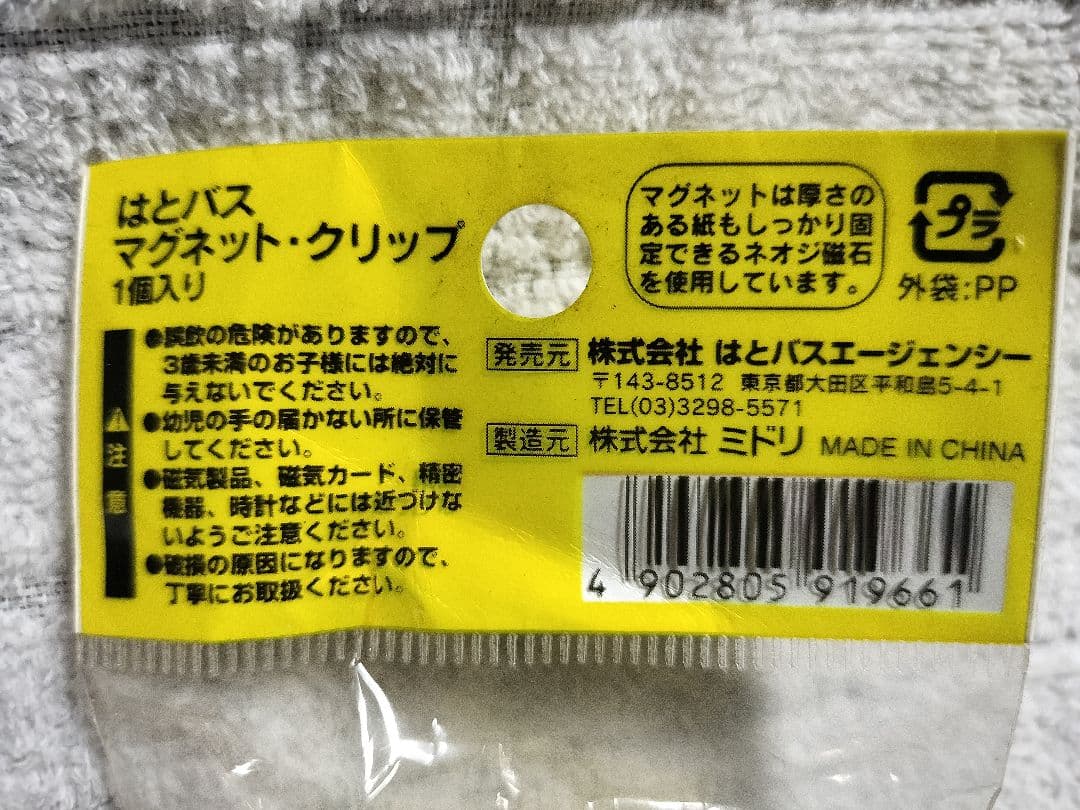 はとバス
マグネット・クリップ
1個入り
マグネットは厚さの
ある紙もしっかり固
定できるネオジ磁石
を使用しています。
プラ
外袋:PP
注意
●誤飲の危険がありますので、
3歳未満のお子様には絶対に
与えないでください。
●幼児の手の届かない所に保管
してください。
●磁気製品、磁気カード、精密
機器、時計などには近づけな
いようご注意ください。
●破損の原因になりますので、
丁寧にお取扱ください。
発売元 株式会社 はとバスエージェンシー
〒143-8512 東京都大田区平和島5-4-1
TEL(03)3298-5571
製造元 株式会社 ミドリ MADE IN CHINA
4 902805 919661